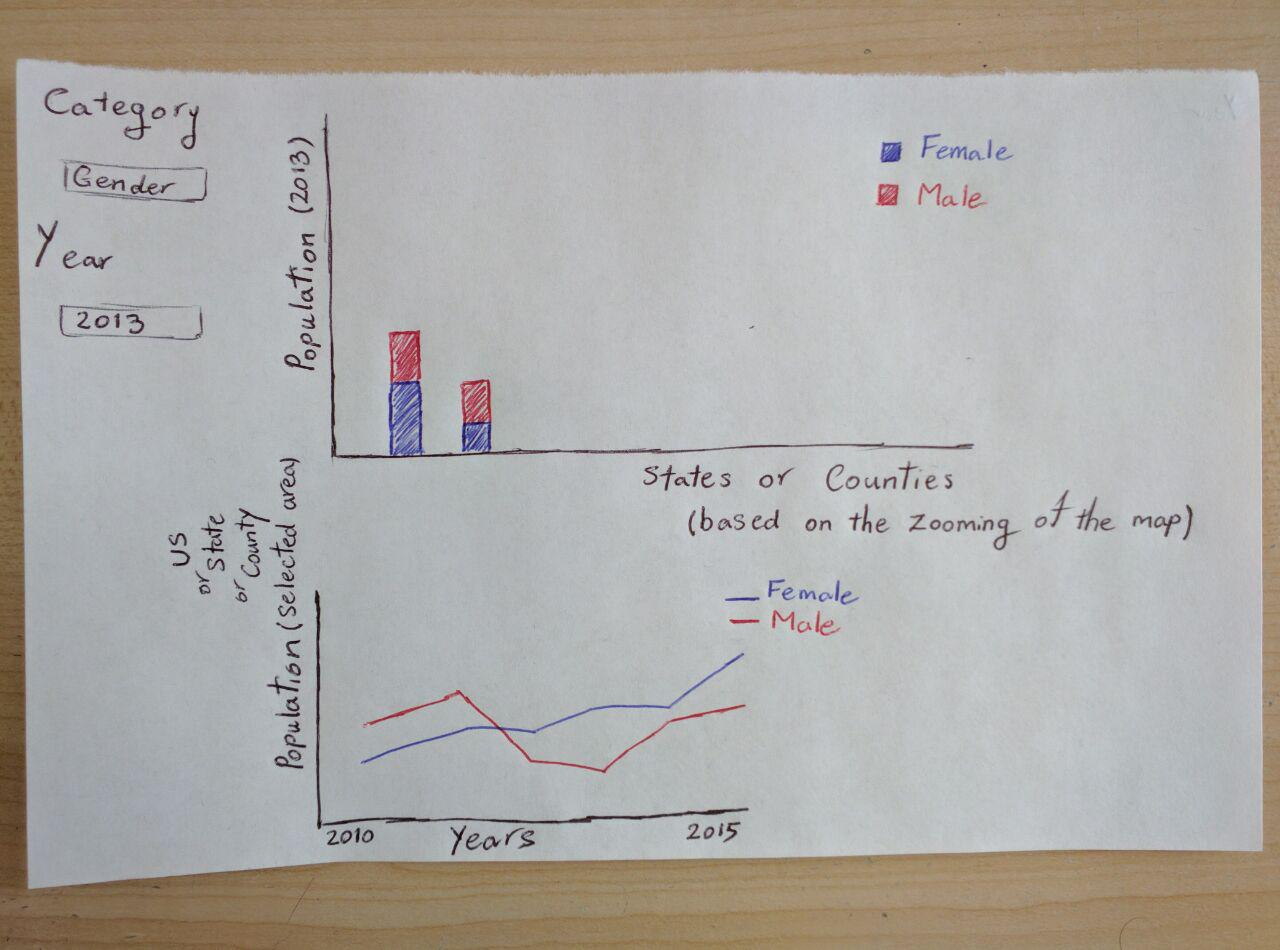 Category
Gender
Year
2013
Population (2013)
Female
Male
States or Counties
(based on the zooming of the map)
US
or State
or County
Population (selected area)
Female
Male
2010
Years
2015